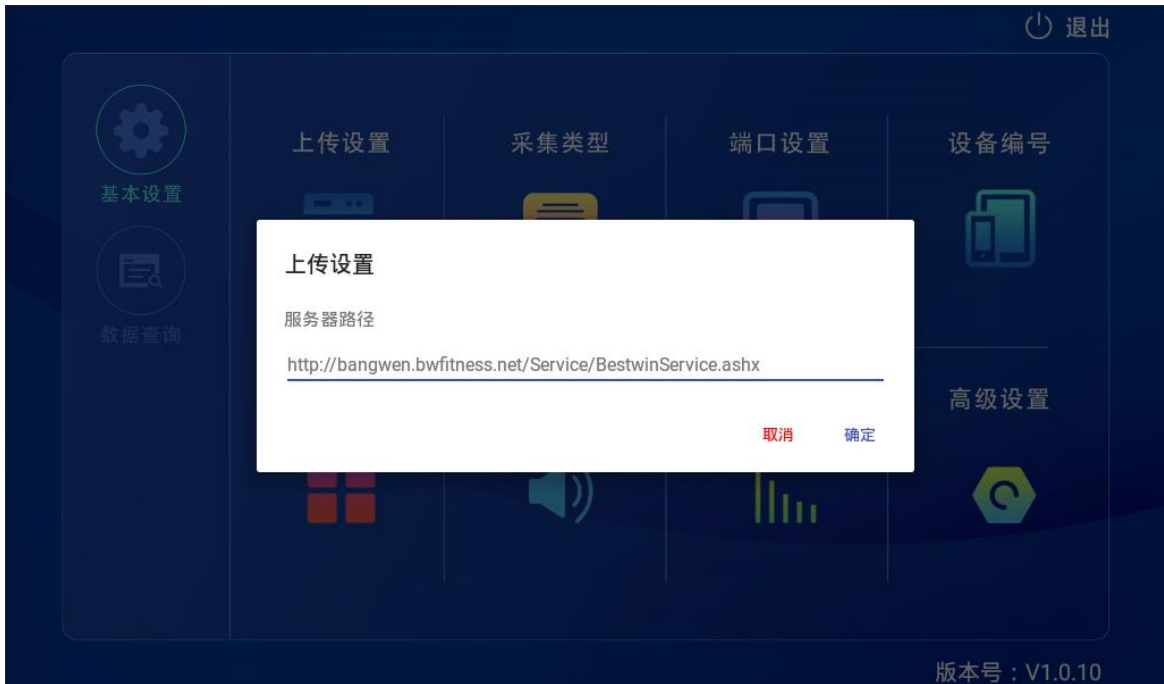 退出
上传设置
采集类型
端口设置
设备编号
基本设置
数据查询
上传设置
服务器路径
http://bangwen.bwfitness.net/Service/BestwinService.ashx
取消
确定
高级设置
版本号：V1.0.10